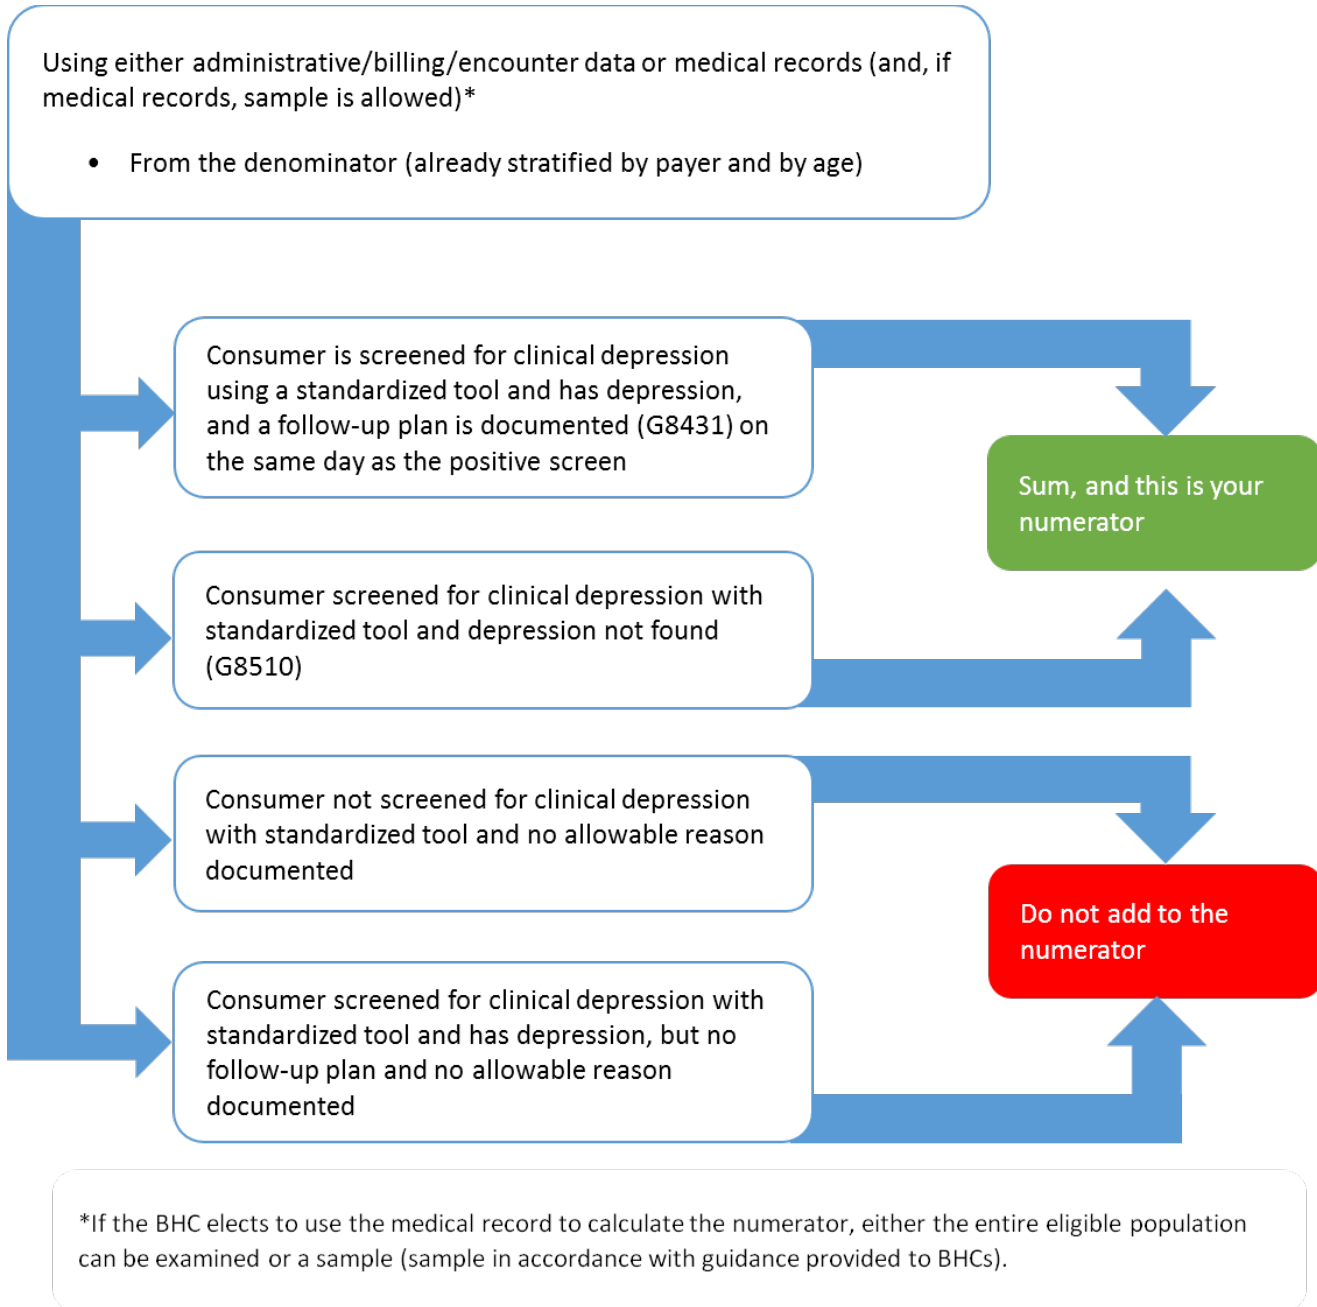 Using either administrative/billing/encounter data or medical records (and, if
medical records, sample is allowed)*
• From the denominator (already stratified by payer and by age)
Consumer is screened for clinical depression
using a standardized tool and has depression,
and a follow-up plan is documented (G8431) on
the same day as the positive screen
Sum, and this is your
numerator
Consumer screened for clinical depression with
standardized tool and depression not found
(G8510)
Consumer not screened for clinical depression
with standardized tool and no allowable reason
documented
Do not add to the
numerator
Consumer screened for clinical depression with
standardized tool and has depression, but no
follow-up plan and no allowable reason
documented
*If the BHC elects to use the medical record to calculate the numerator, either the entire eligible population
can be examined or a sample (sample in accordance with guidance provided to BHCs).